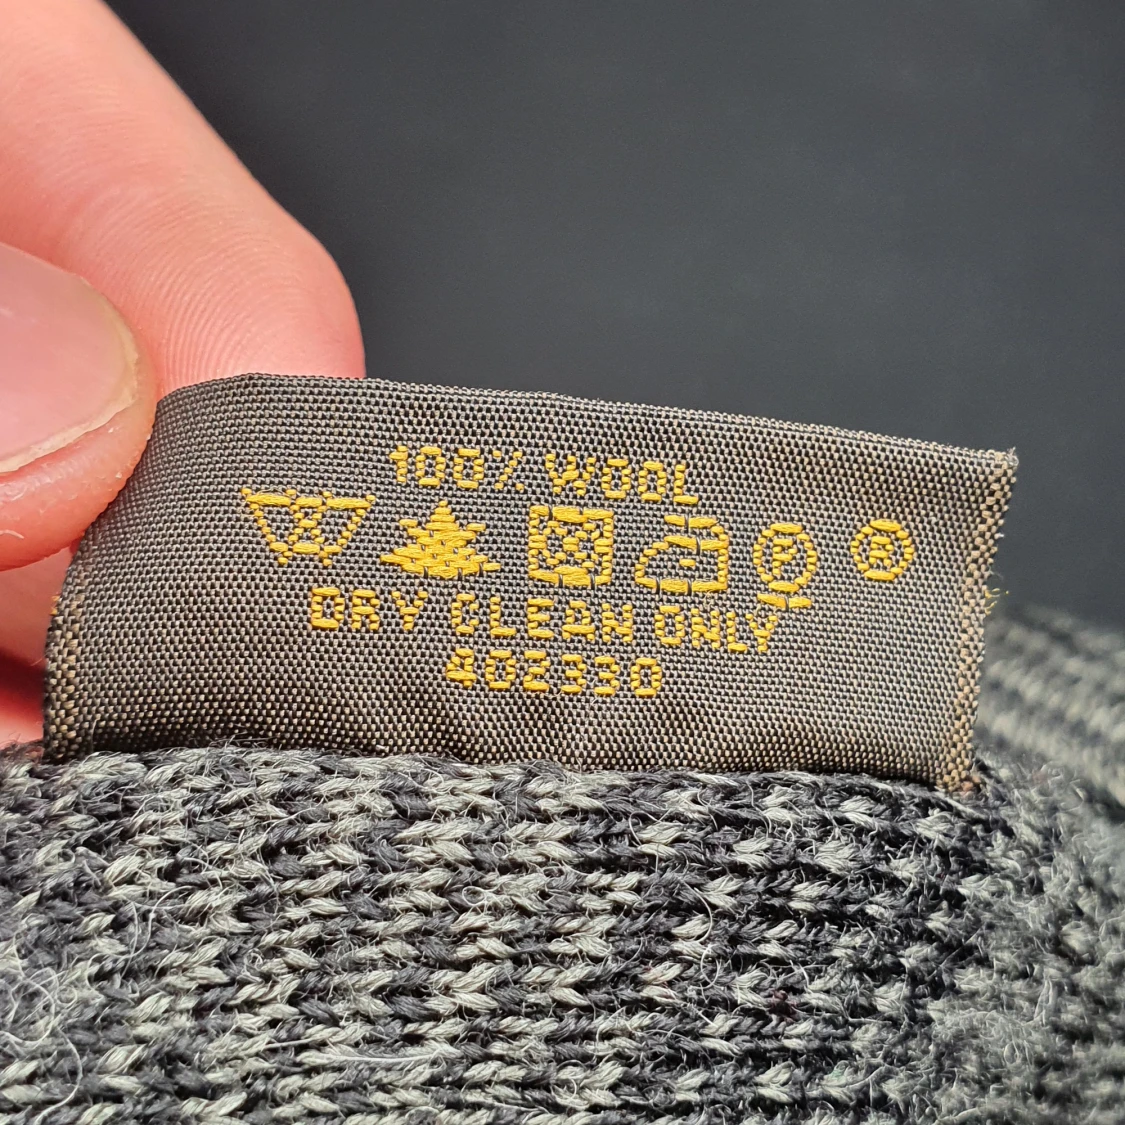 100% WOOL
P ®
DRY CLEAN ONLY
402330